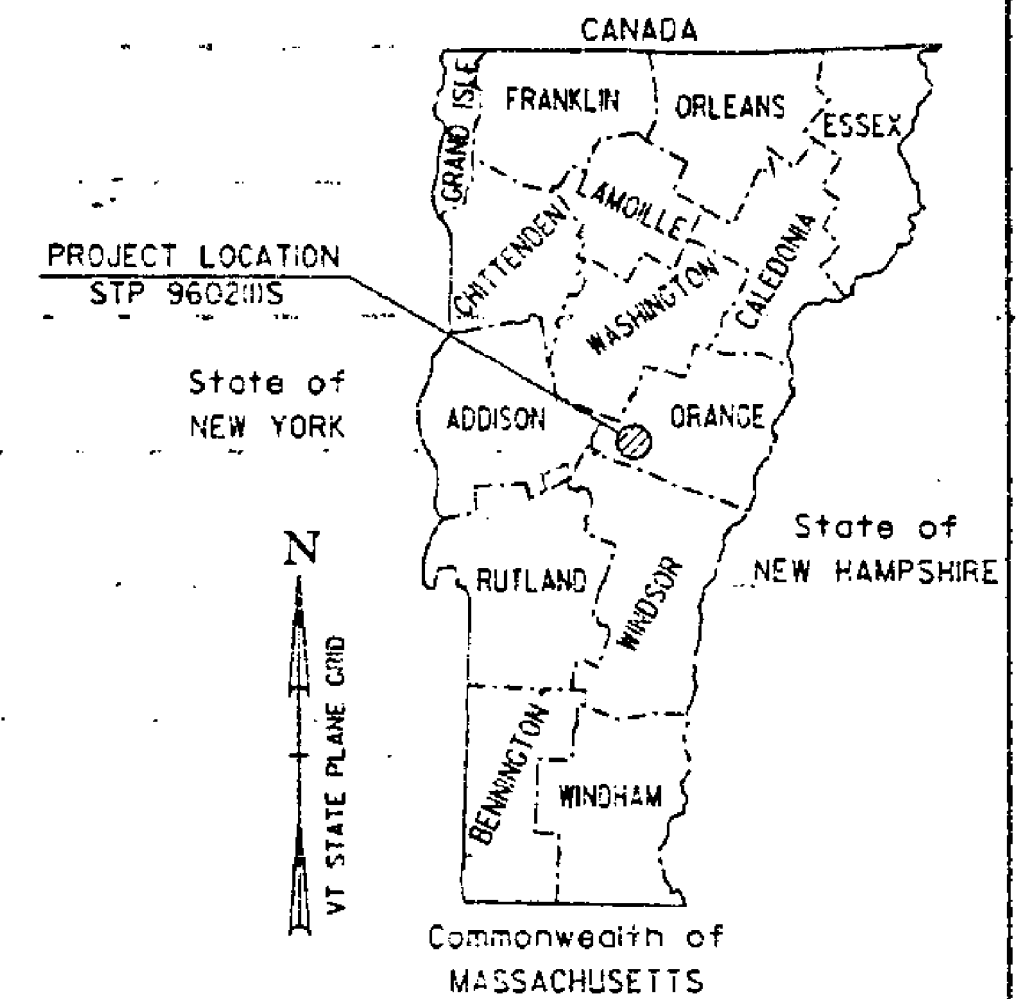 CANADA
GRAND ISLE
FRANKLIN
ORLEANS
ESSEX
LAMOILLE
CHITTENDEN
CALEDONIA
WASHINGTON
PROJECT LOCATION
STP 9602(1)S
State of
NEW YORK
ADDISON
ORANGE
State of
NEW HAMPSHIRE
N
RUTLAND
WINDSOR
VT STATE PLANE GRID
BENNINGTON
WINDHAM
Commonwealth of
MASSACHUSETTS